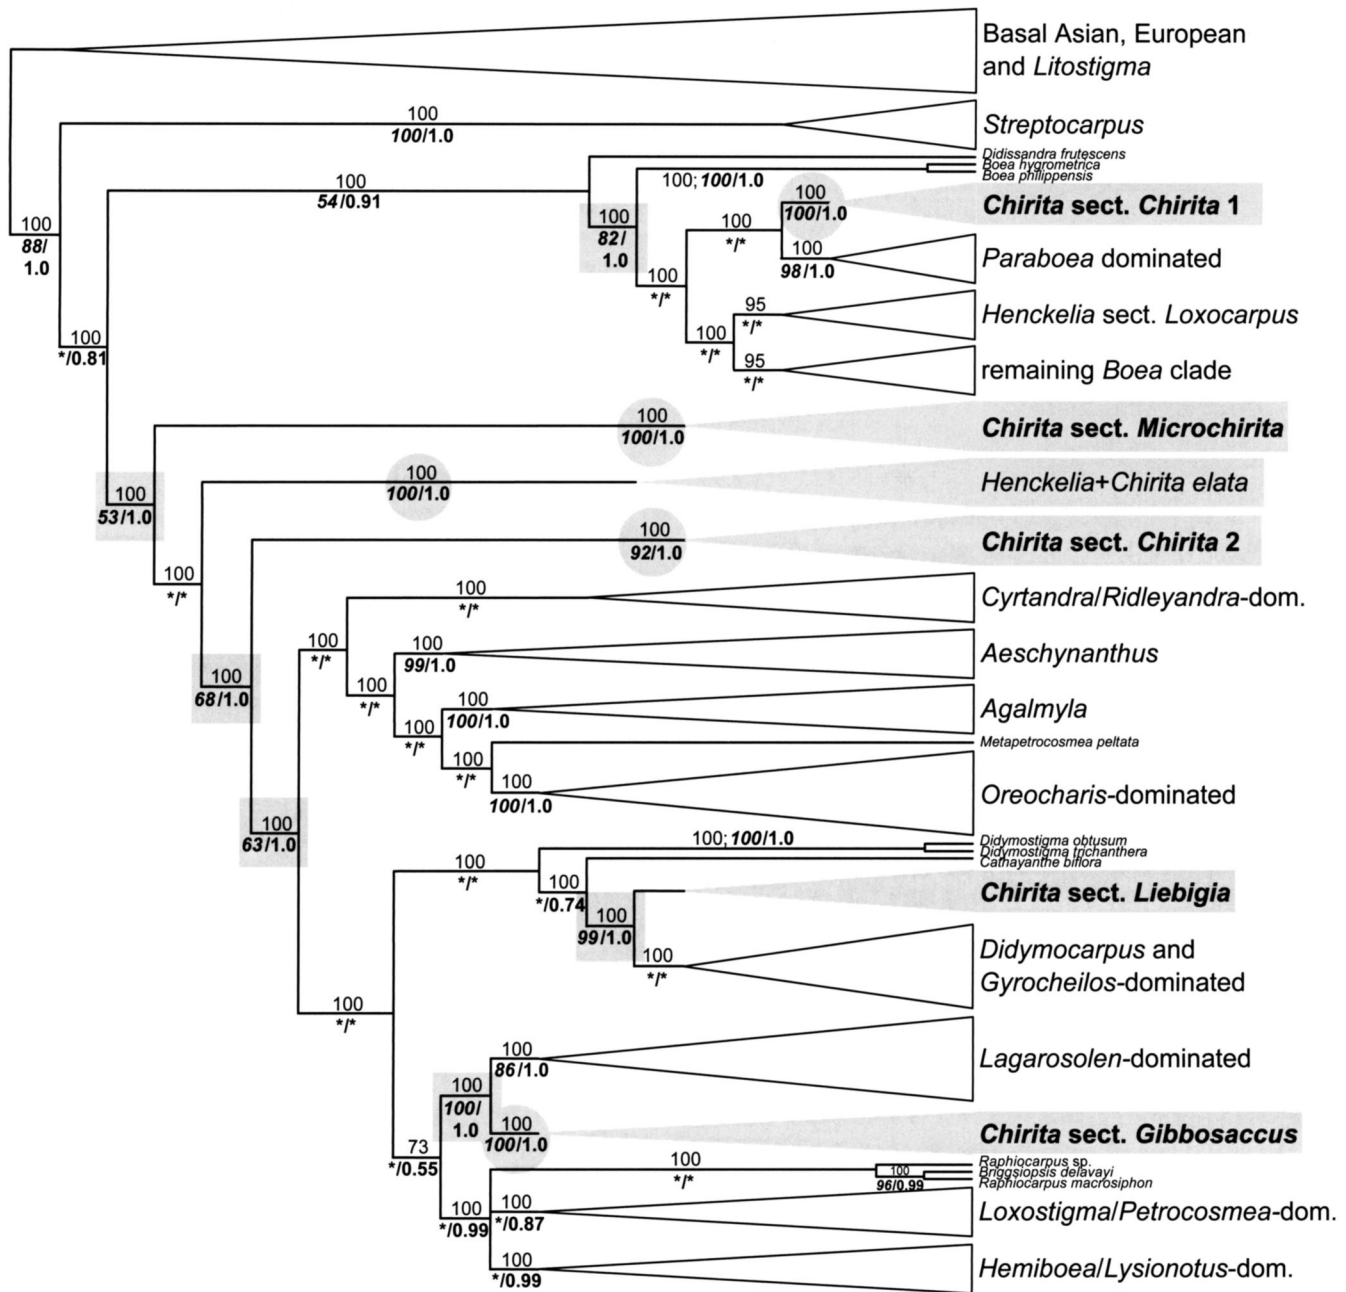 Basal Asian, European
and Litostigma
100
100/1.0
Streptocarpus
Didissandra frutescens
Boea hygrometrica
Boea philippensis
100; 100/1.0
100
54/0.91
100
100/1.0
Chirita sect. Chirita 1
100
88/
1.0
100
82/
1.0
100
*/*
100
98/1.0
Paraboea dominated
100
*/*
95
*/*
Henckelia sect. Loxocarpus
100
*/0.81
100
*/*
95
*/*
remaining Boea clade
100
100/1.0
Chirita sect. Microchirita
100
53/1.0
100
100/1.0
Henckelia+Chirita elata
100
92/1.0
Chirita sect. Chirita 2
100
*/*
100
*/*
Cyrtandra/Ridleyandra-dom.
100
*/*
100
99/1.0
Aeschynanthus
100
68/1.0
100
*/*
100
100/1.0
Agalmyla
100
*/*
100
*/*
Metapetrocosmea peltata
100
100/1.0
Oreocharis-dominated
100
63/1.0
100; 100/1.0
Didymostigma obtusum
Didymostigma trichanthera
Cathayanthe biflora
100
*/*
100
*/0.74
Chirita sect. Liebigia
100
99/1.0
100
*/*
Didymocarpus and
Gyrocheilos-dominated
100
*/*
100
86/1.0
Lagarosolen-dominated
100
100/
1.0
100
100/1.0
Chirita sect. Gibbosaccus
73
*/0.55
100
*/*
Raphiocarpus sp.
Briggsiopsis delavayi
Raphiocarpus macrosiphon
100
96/0.99
100
*/0.99
100
*/0.87
Loxostigma/Petrocosmea-dom.
100
*/0.99
Hemiboea/Lysionotus-dom.